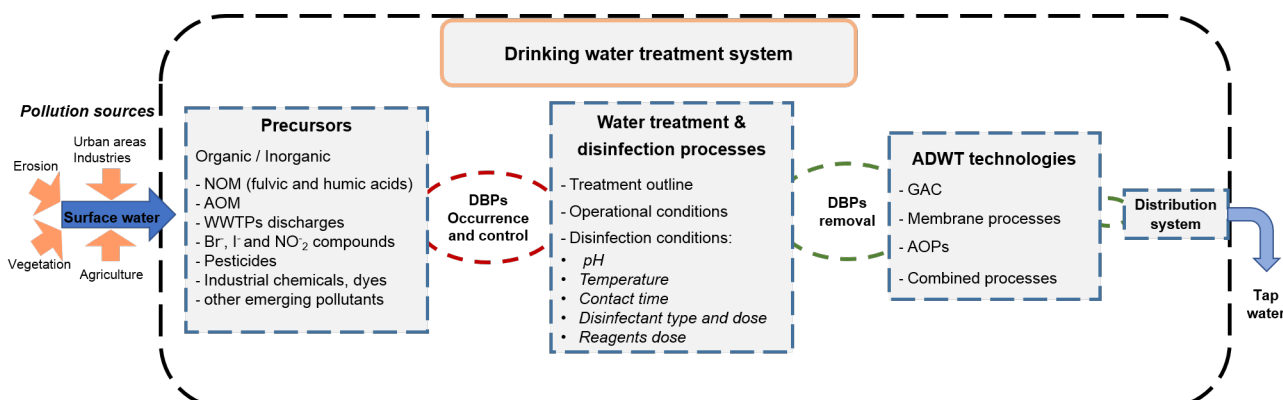 Drinking water treatment system
Pollution sources
Urban areas
Industries
Erosion
Surface water
Vegetation
Agriculture
Precursors
Organic / Inorganic
- NOM (fulvic and humic acids)
- AOM
- WWTPs discharges
- Br-, I- and NO-2 compounds
- Pesticides
- Industrial chemicals, dyes
- other emerging pollutants
DBPs
Occurrence
and control
Water treatment &
disinfection processes
- Treatment outline
- Operational conditions
- Disinfection conditions:
• pH
• Temperature
• Contact time
• Disinfectant type and dose
• Reagents dose
DBPs
removal
ADWT technologies
- GAC
- Membrane processes
- AOPs
- Combined processes
Distribution
system
Tap
water